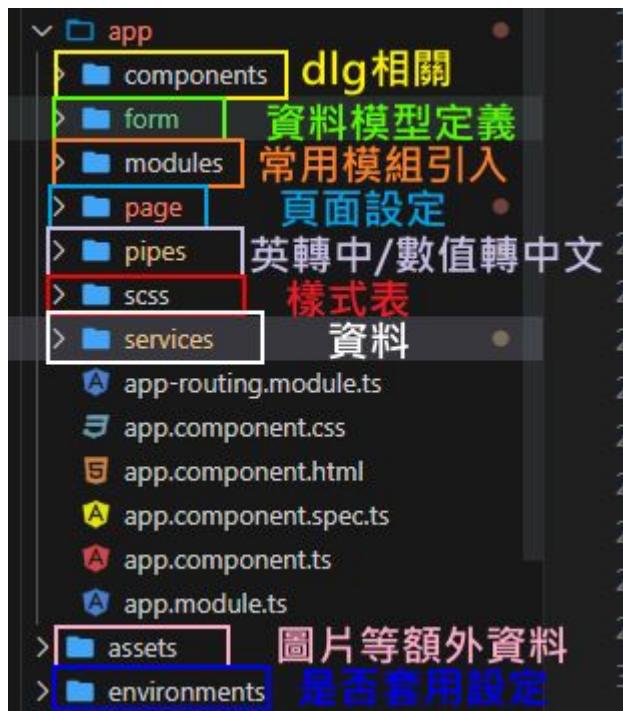 app
components dlg相關
form 資料模型定義
modules 常用模組引入
page 頁面設定
pipes 英轉中/數值轉中文
scss 樣式表
services 資料
app-routing.module.ts
app.component.css
app.component.html
app.component.spec.ts
app.component.ts
app.module.ts
assets 圖片等額外資料
environments 是否套用設定